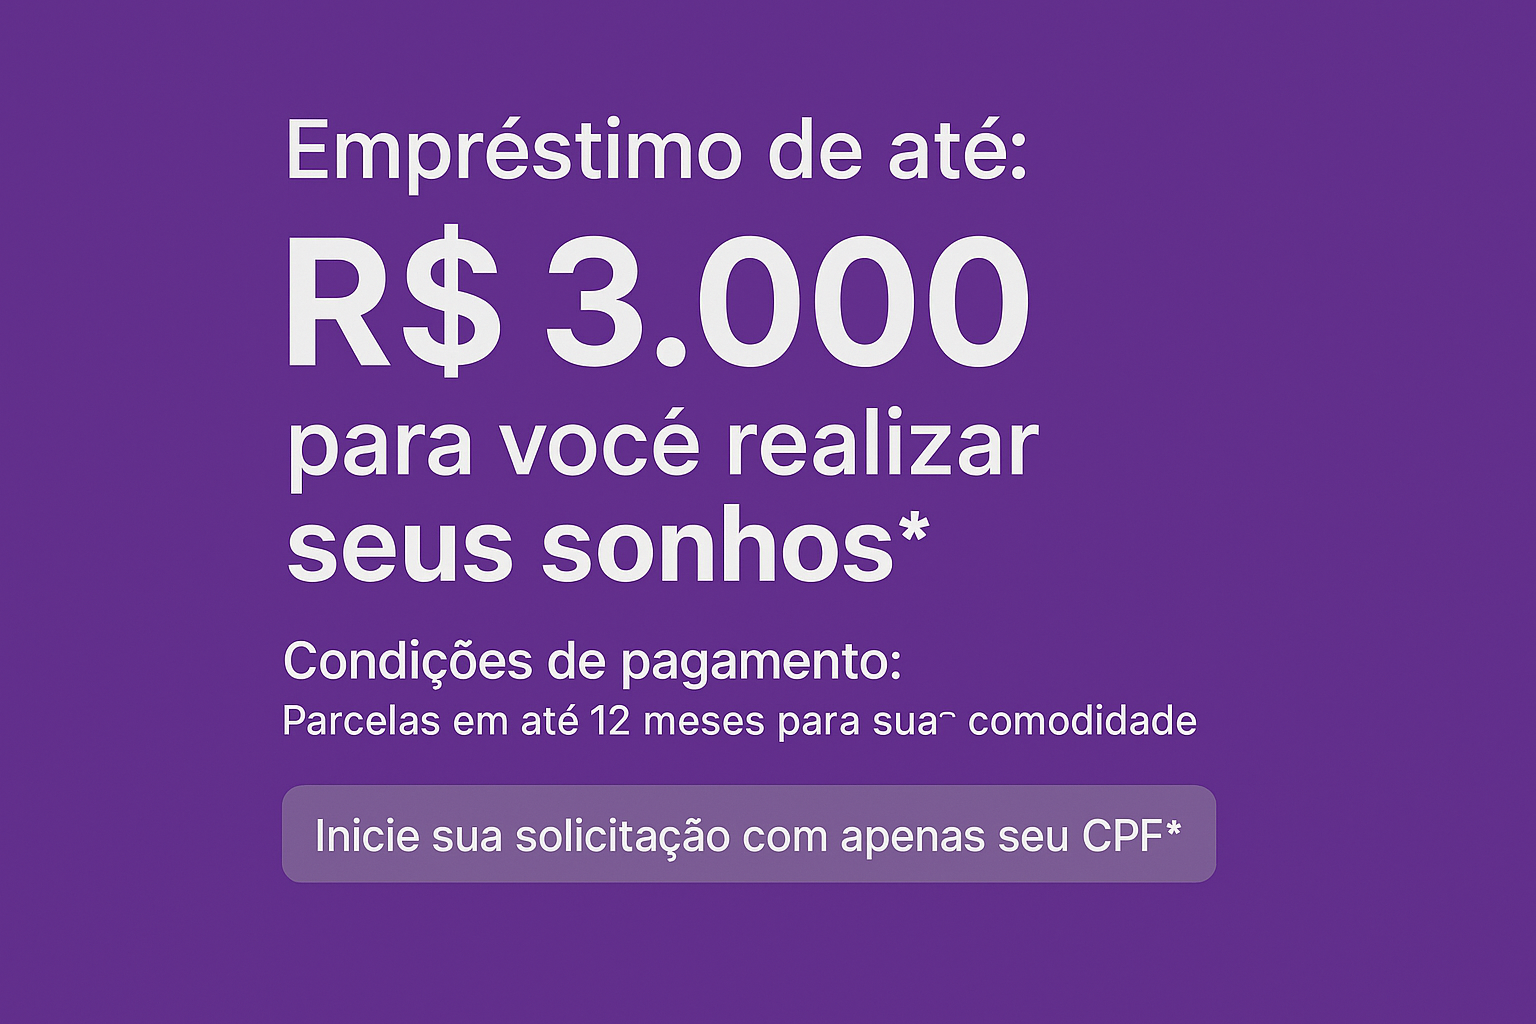 Empréstimo de até:
R$ 3.000
para vocé realizar
seus sonhos*
Condições de pagamento:
Parcelas em até 12 meses para sua comodidade
Inicie sua solicitação com apenas seu CPF*